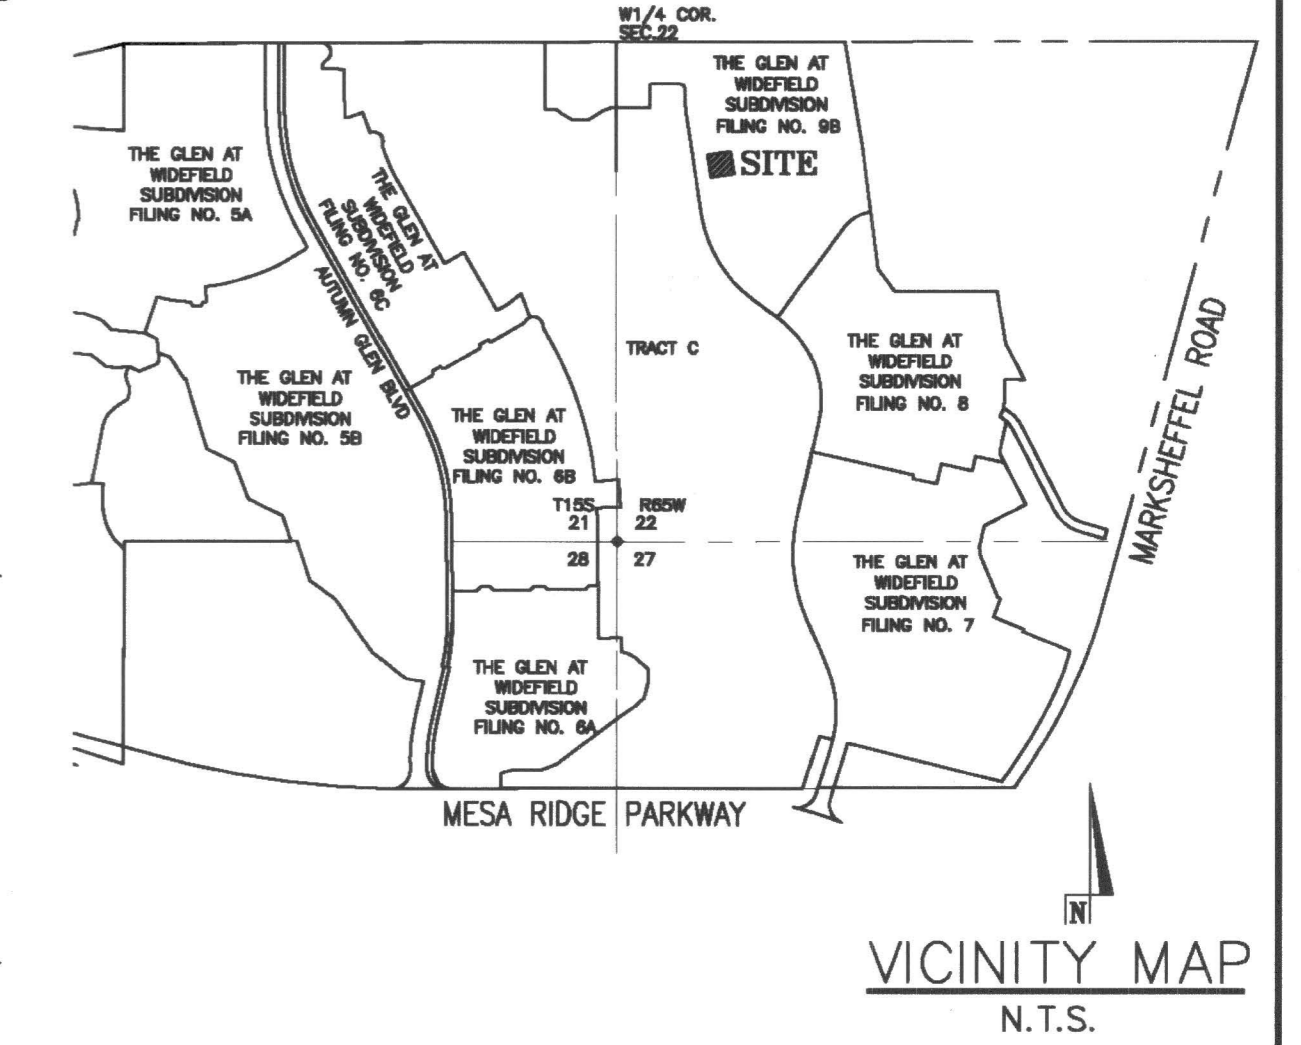 W1/4 COR.
SEC.22
THE GLEN AT
WIDEFIELD
SUBDIVISION
FILING NO. 9B
SITE
THE GLEN AT
WIDEFIELD
SUBDIVISION
FILING NO. 5A
THE GLEN AT
WIDEFIELD
SUBDIVISION
FILING NO. 6C
AUTUMN GLEN BLVD
THE GLEN AT
WIDEFIELD
SUBDIVISION
FILING NO. 5B
TRACT C
THE GLEN AT
WIDEFIELD
SUBDIVISION
FILING NO. 8
MARKSHEFFEL ROAD
THE GLEN AT
WIDEFIELD
SUBDIVISION
FILING NO. 6B
T15S R65W
21 22
28 27
THE GLEN AT
WIDEFIELD
SUBDIVISION
FILING NO. 7
THE GLEN AT
WIDEFIELD
SUBDIVISION
FILING NO. 6A
MESA RIDGE PARKWAY
N
VICINITY MAP
N.T.S.